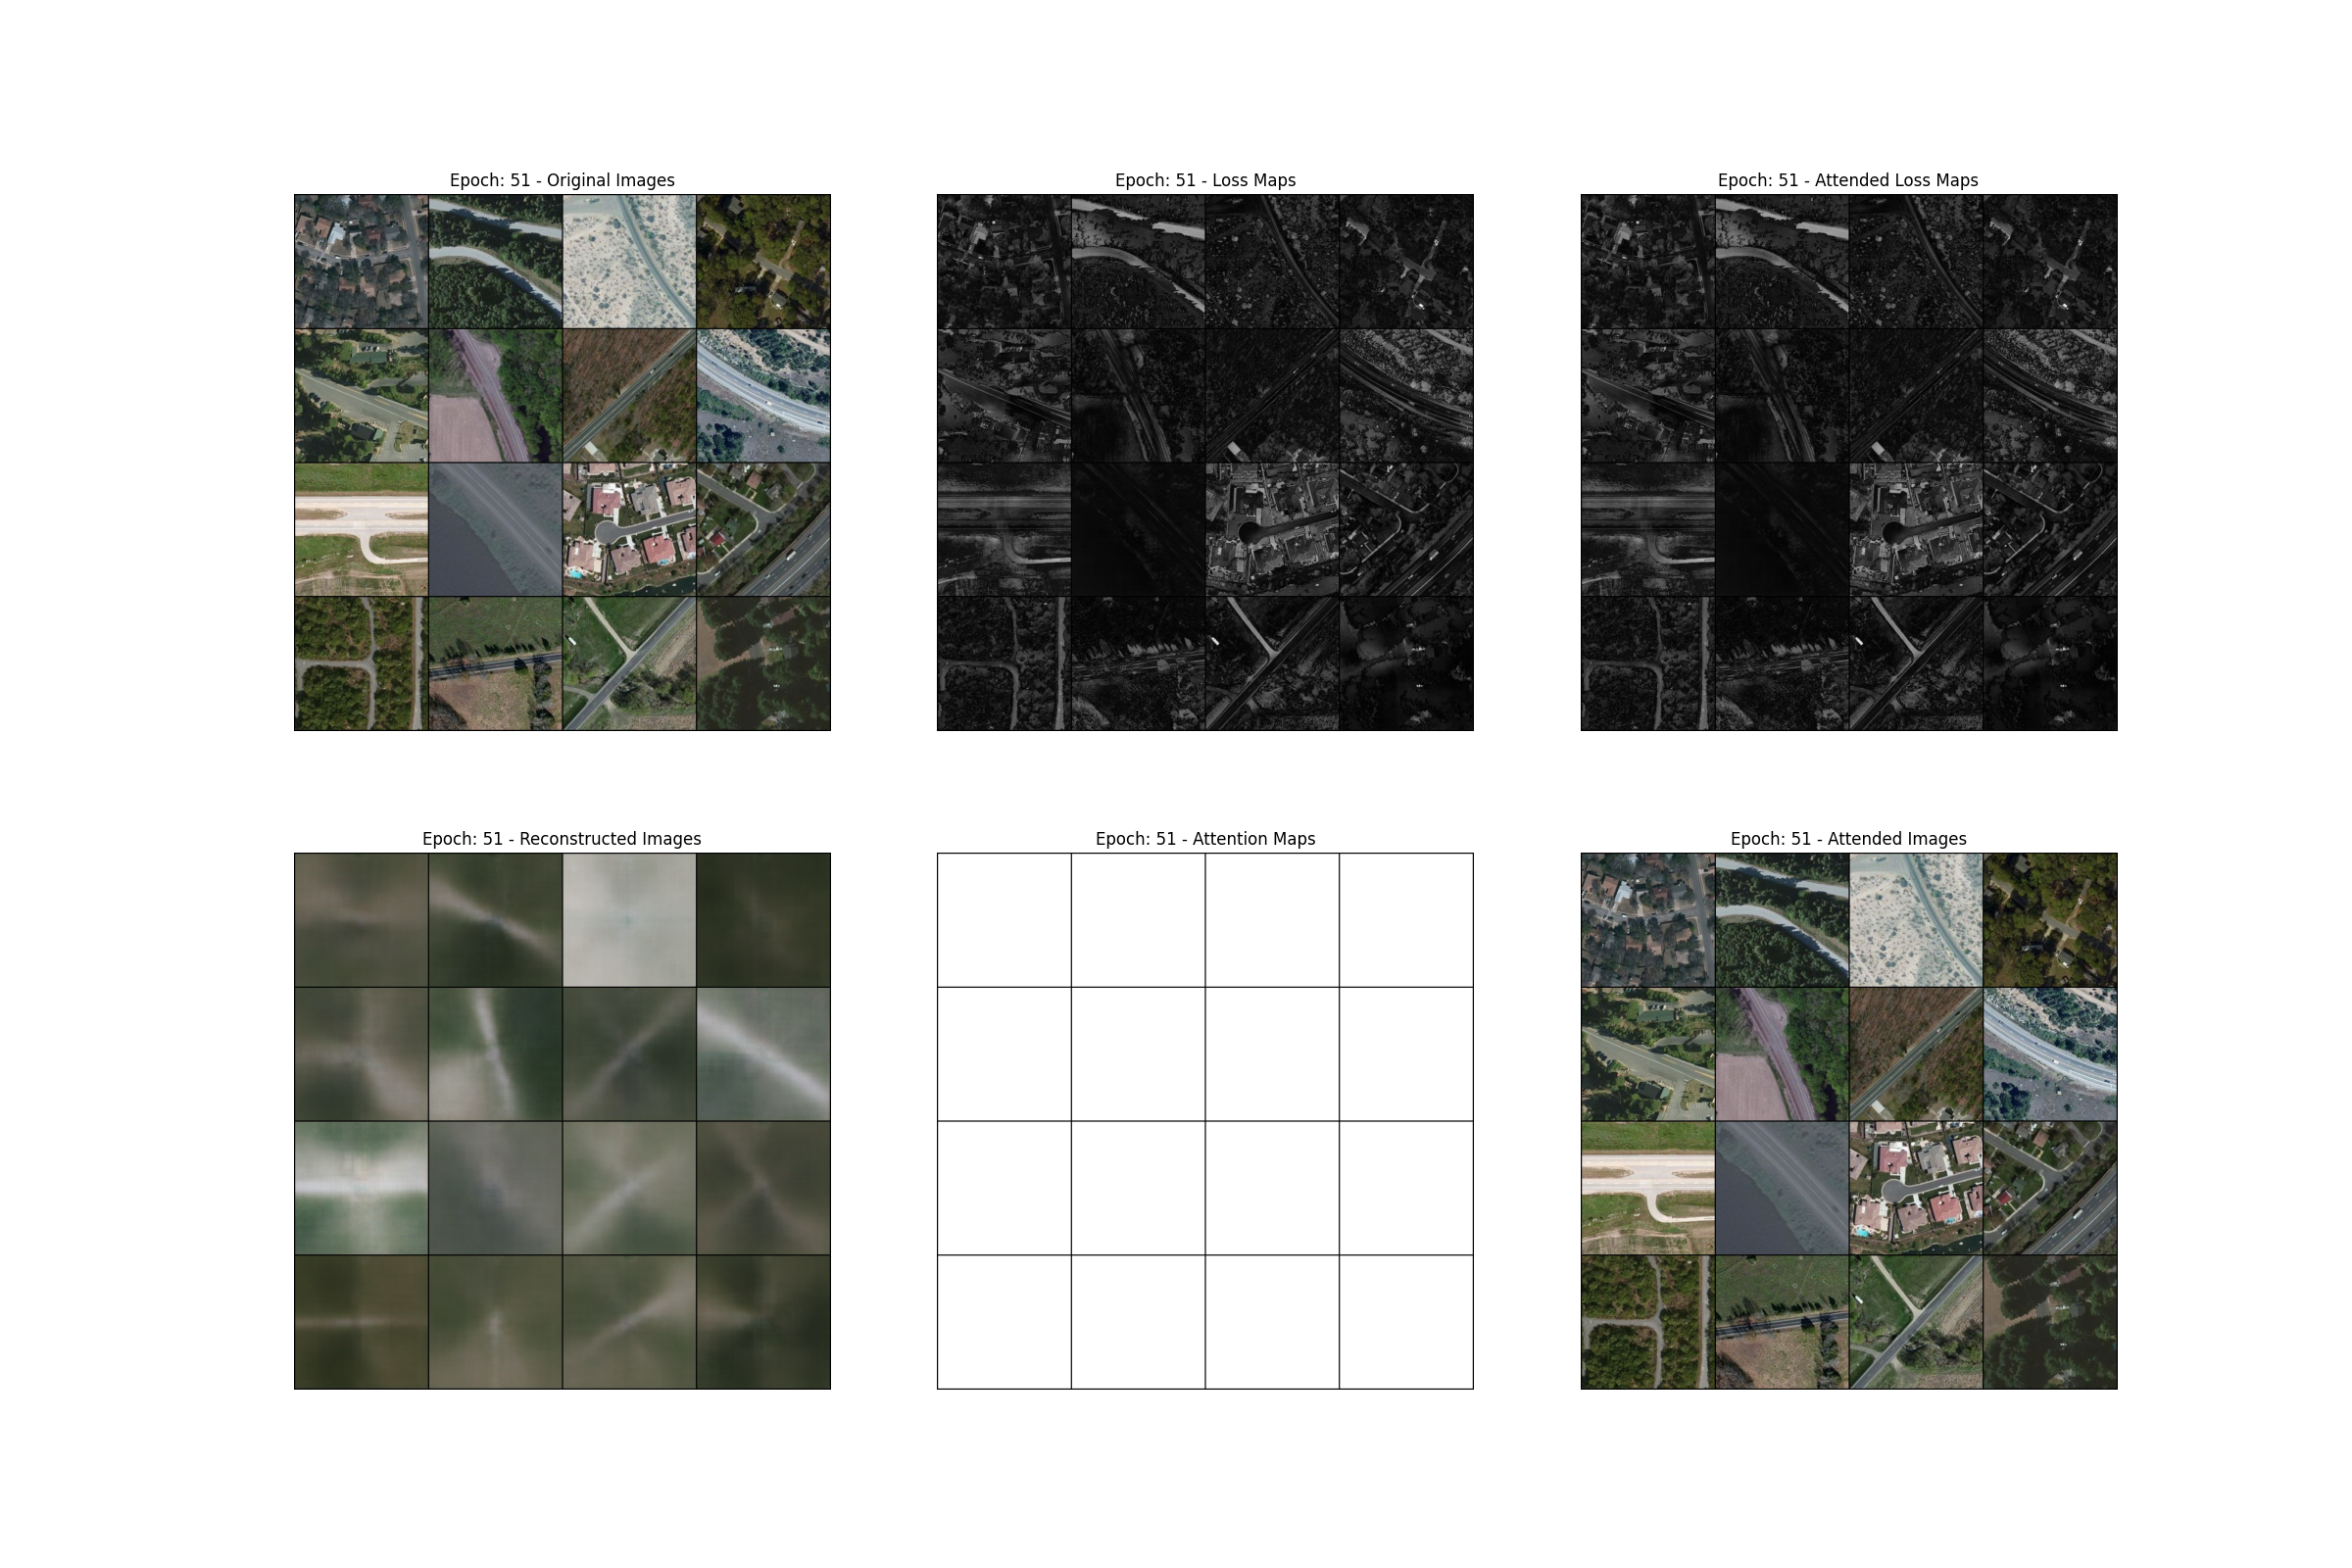 Epoch: 51 - Original Images
Epoch: 51 - Loss Maps
Epoch: 51 - Attended Loss Maps
Epoch: 51 - Reconstructed Images
Epoch: 51 - Attention Maps
Epoch: 51 - Attended Images